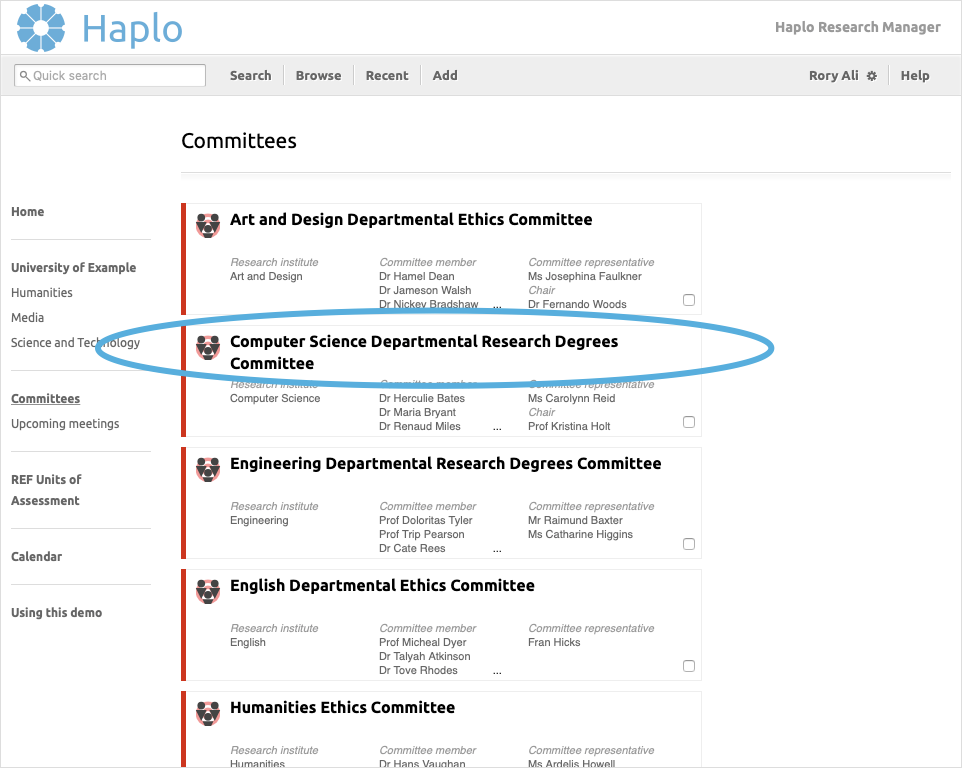 Haplo
Haplo Research Manager
Quick search
Search
Browse
Recent
Add
Rory Ali
Help
Committees
Home
University of Example
Humanities
Media
Science and Technology
Committees
Upcoming meetings
REF Units of
Assessment
Calendar
Using this demo
Art and Design Departmental Ethics Committee
Research institute
Art and Design
Committee member
Dr Hamel Dean
Dr Jameson Walsh
Dr Nickey Bradshaw ...
Committee representative
Ms Josephina Faulkner
Chair
Dr Fernando Woods
Computer Science Departmental Research Degrees
Committee
Research institute
Computer Science
Committee member
Dr Herculie Bates
Dr Maria Bryant
Dr Renaud Miles ...
Committee representative
Ms Carolynn Reid
Chair
Prof Kristina Holt
Engineering Departmental Research Degrees Committee
Research institute
Engineering
Committee member
Prof Doloritas Tyler
Prof Trip Pearson
Dr Cate Rees ...
Committee representative
Mr Raimund Baxter
Ms Catharine Higgins
English Departmental Ethics Committee
Research institute
English
Committee member
Prof Micheal Dyer
Dr Talyah Atkinson
Dr Tove Rhodes ...
Committee representative
Fran Hicks
Humanities Ethics Committee
Research institute
Humanities
Committee member
Dr Hans Vaughan
Committee representative
Ms Ardelis Howell